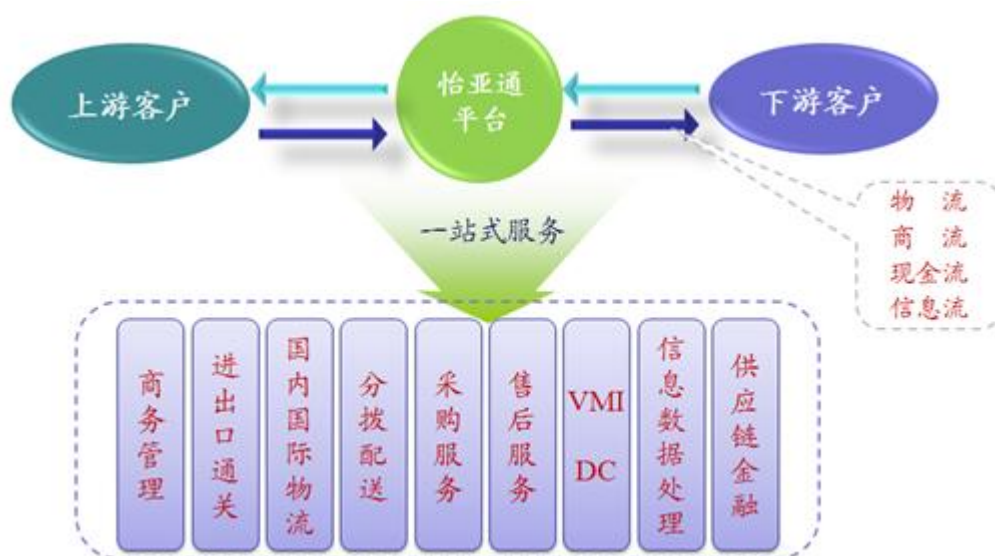 上游客户
怡亚通
平台
下游客户
物 流
商 流
现金流
信息流
一站式服务
商务管理
进出口通关
国内国际物流
分拨配送
采购服务
售后服务
VMI
DC
信息数据处理
供应链金融